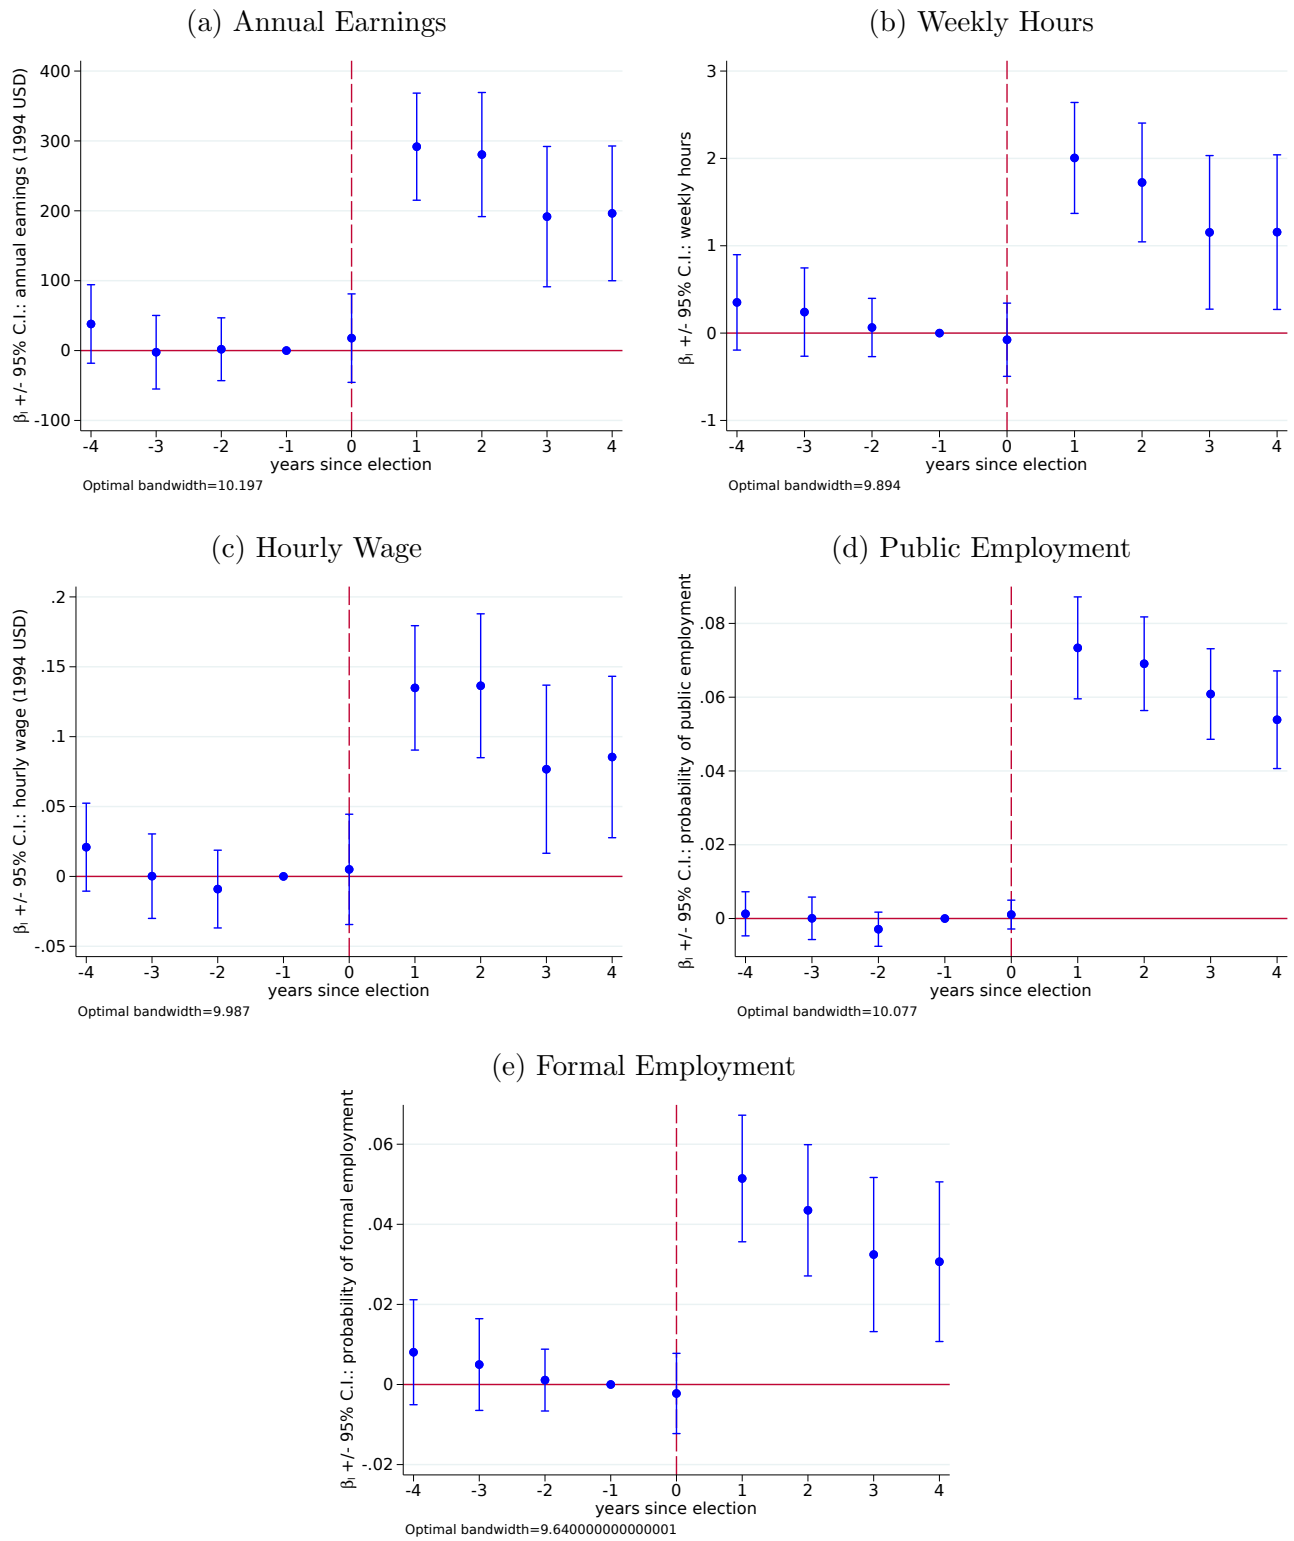 (a) Annual Earnings
β_l +/- 95% C.I.: annual earnings (1994 USD)
400
300
200
100
0
-100
-4 -3 -2 -1 0 1 2 3 4
years since election
Optimal bandwidth=10.197
(b) Weekly Hours
β_l +/- 95% C.I.: weekly hours
3
2
1
0
-1
-4 -3 -2 -1 0 1 2 3 4
years since election
Optimal bandwidth=9.894
(c) Hourly Wage
β_l +/- 95% C.I.: hourly wage (1994 USD)
.2
.15
.1
.05
0
-.05
-4 -3 -2 -1 0 1 2 3 4
years since election
Optimal bandwidth=9.987
(d) Public Employment
β_l +/- 95% C.I.: probability of public employment
.08
.06
.04
.02
0
-4 -3 -2 -1 0 1 2 3 4
years since election
Optimal bandwidth=10.077
(e) Formal Employment
β_l +/- 95% C.I.: probability of formal employment
.06
.04
.02
0
-.02
-4 -3 -2 -1 0 1 2 3 4
years since election
Optimal bandwidth=9.640000000000001